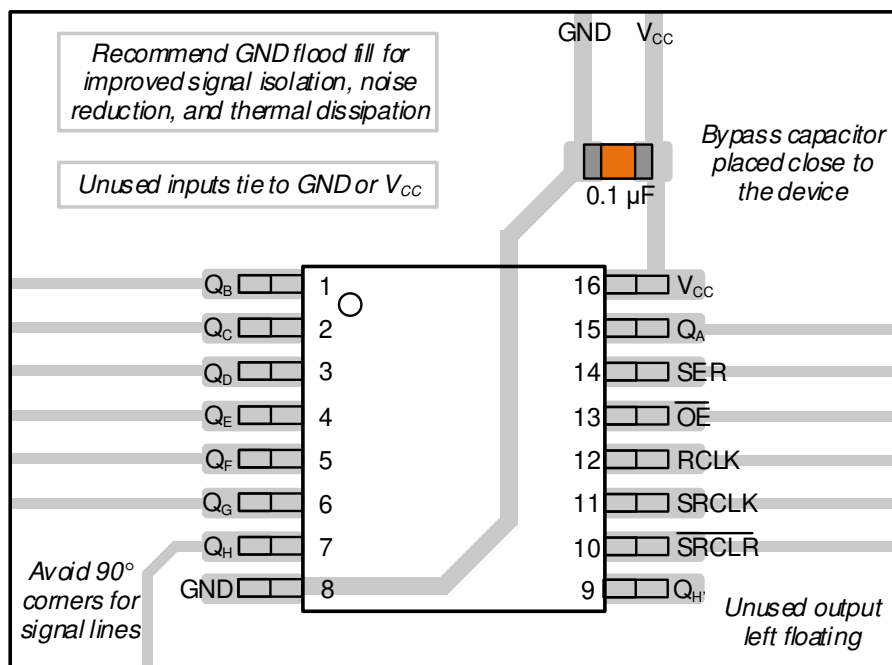 GND VCC
Recommend GND flood fill for
improved signal isolation, noise
reduction, and thermal dissipation
Unused inputs tie to GND or VCC
Bypass capacitor
placed close to
the device
0.1 µF
QB 1 16 VCC
QC 2 15 QA
QD 3 14 SER
QE 4 13 OE
QF 5 12 RCLK
QG 6 11 SRCLK
QH 7 10 SRCLR
GND 8 9 QH'
Avoid 90°
corners for
signal lines
Unused output
left floating